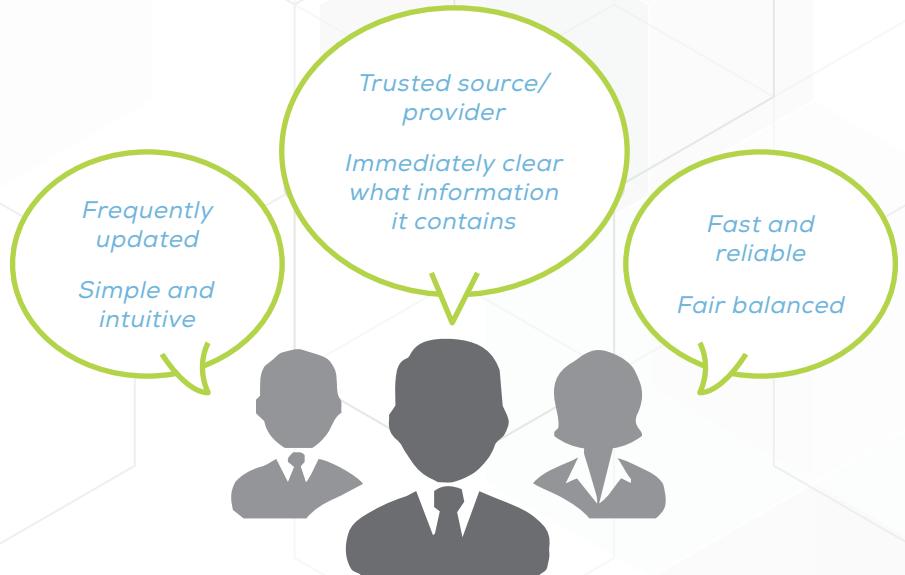 Frequently
updated
Simple and
intuitive
Trusted source/
provider
Immediately clear
what information
it contains
Fast and
reliable
Fair balanced